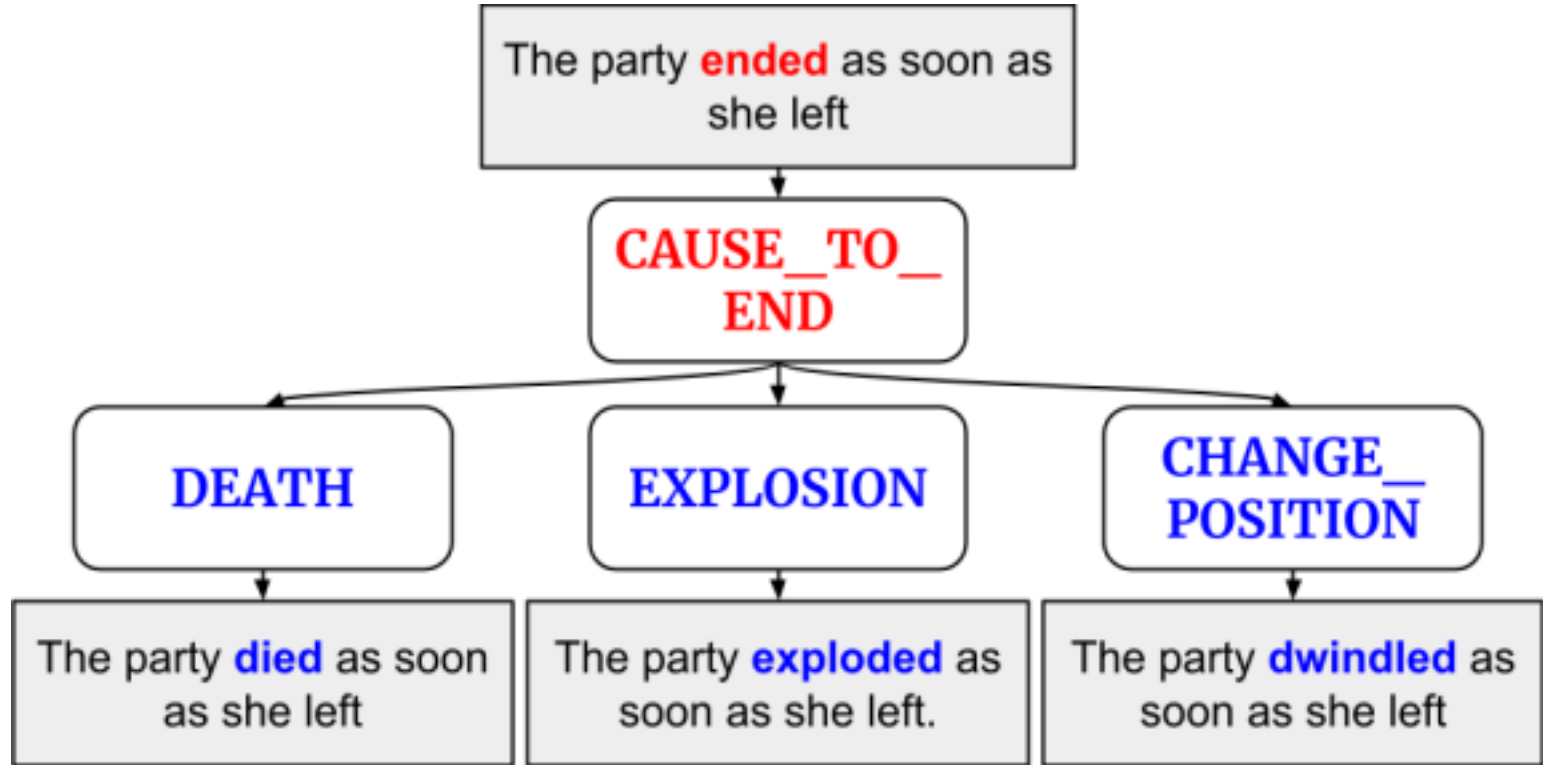 The party ended as soon as
she left
CAUSE_TO_
END
DEATH
EXPLOSION
CHANGE_
POSITION
The party died as soon
as she left
The party exploded as
soon as she left.
The party dwindled as
soon as she left